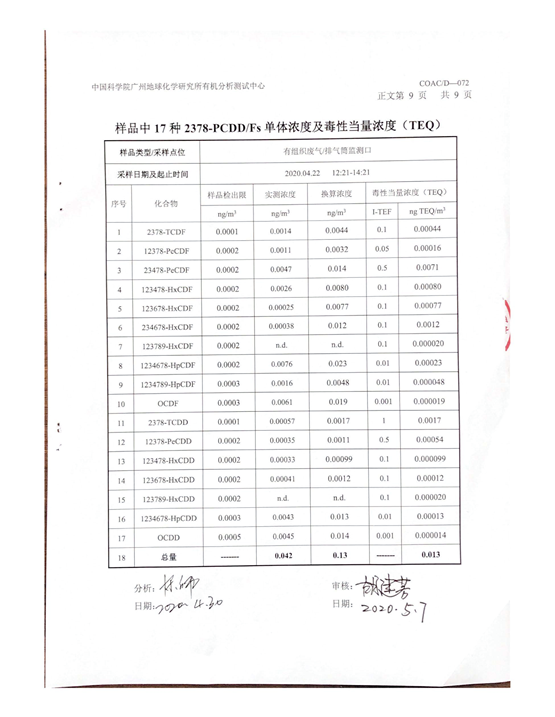 中国科学院广州地球化学研究所有机分析测试中心
COAC/D—072
正文第 9 页 共 9 页
样品中 17 种 2378-PCDD/Fs 单体浓度及毒性当量浓度（TEQ）
样品类型/采样点位 有组织废气/排气筒监测口
采样日期及起止时间 2020.04.22 12:21-14:21
序号 化合物 样品检出限 实测浓度 换算浓度 毒性当量浓度（TEQ）
ng/m³ ng/m³ ng/m³ I-TEF ng TEQ/m³
1 2378-TCDF 0.0001 0.0014 0.0044 0.1 0.00044
2 12378-PeCDF 0.0002 0.0011 0.0032 0.05 0.00016
3 23478-PeCDF 0.0002 0.0047 0.014 0.5 0.0071
4 123478-HxCDF 0.0002 0.0026 0.0080 0.1 0.00080
5 123678-HxCDF 0.0002 0.00025 0.0077 0.1 0.00077
6 234678-HxCDF 0.0002 0.00038 0.012 0.1 0.0012
7 123789-HxCDF 0.0002 n.d. n.d. 0.1 0.000020
8 1234678-HpCDF 0.0002 0.0076 0.023 0.01 0.00023
9 1234789-HpCDF 0.0003 0.0016 0.0048 0.01 0.000048
10 OCDF 0.0003 0.0061 0.019 0.001 0.000019
11 2378-TCDD 0.0001 0.00057 0.0017 1 0.0017
12 12378-PeCDD 0.0002 0.00035 0.0011 0.5 0.00054
13 123478-HxCDD 0.0002 0.00033 0.00099 0.1 0.000099
14 123678-HxCDD 0.0002 0.00041 0.0012 0.1 0.00012
15 123789-HxCDD 0.0002 n.d. n.d. 0.1 0.000020
16 1234678-HpCDD 0.0003 0.0043 0.013 0.01 0.00013
17 OCDD 0.0005 0.0045 0.014 0.001 0.000014
18 总量 ------- 0.042 0.13 ------- 0.013
分析： 审核：胡建芳
日期：2020.4.30 日期： 2020.5.7